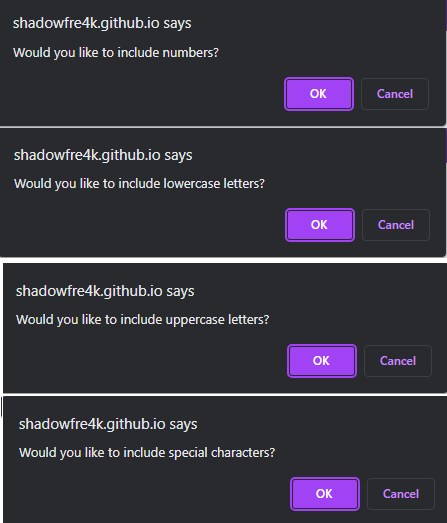 shadowfre4k.github.io says
Would you like to include numbers?
OK Cancel
shadowfre4k.github.io says
Would you like to include lowercase letters?
OK Cancel
shadowfre4k.github.io says
Would you like to include uppercase letters?
OK Cancel
shadowfre4k.github.io says
Would you like to include special characters?
OK Cancel